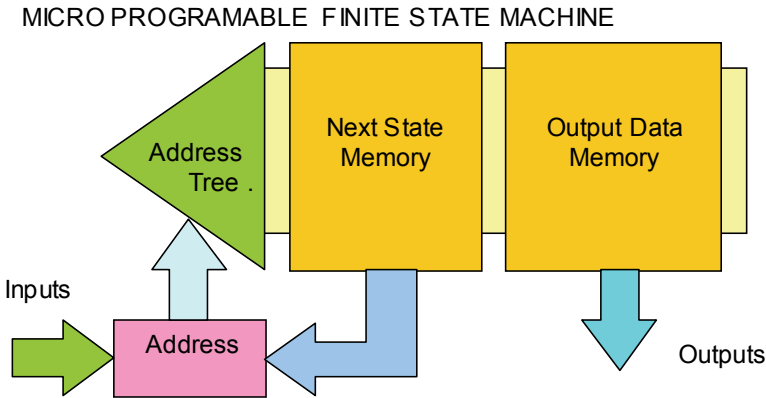 MICRO PROGRAMABLE FINITE STATE MACHINE
Address
Tree .
Next State
Memory
Output Data
Memory
Inputs
Address
Outputs